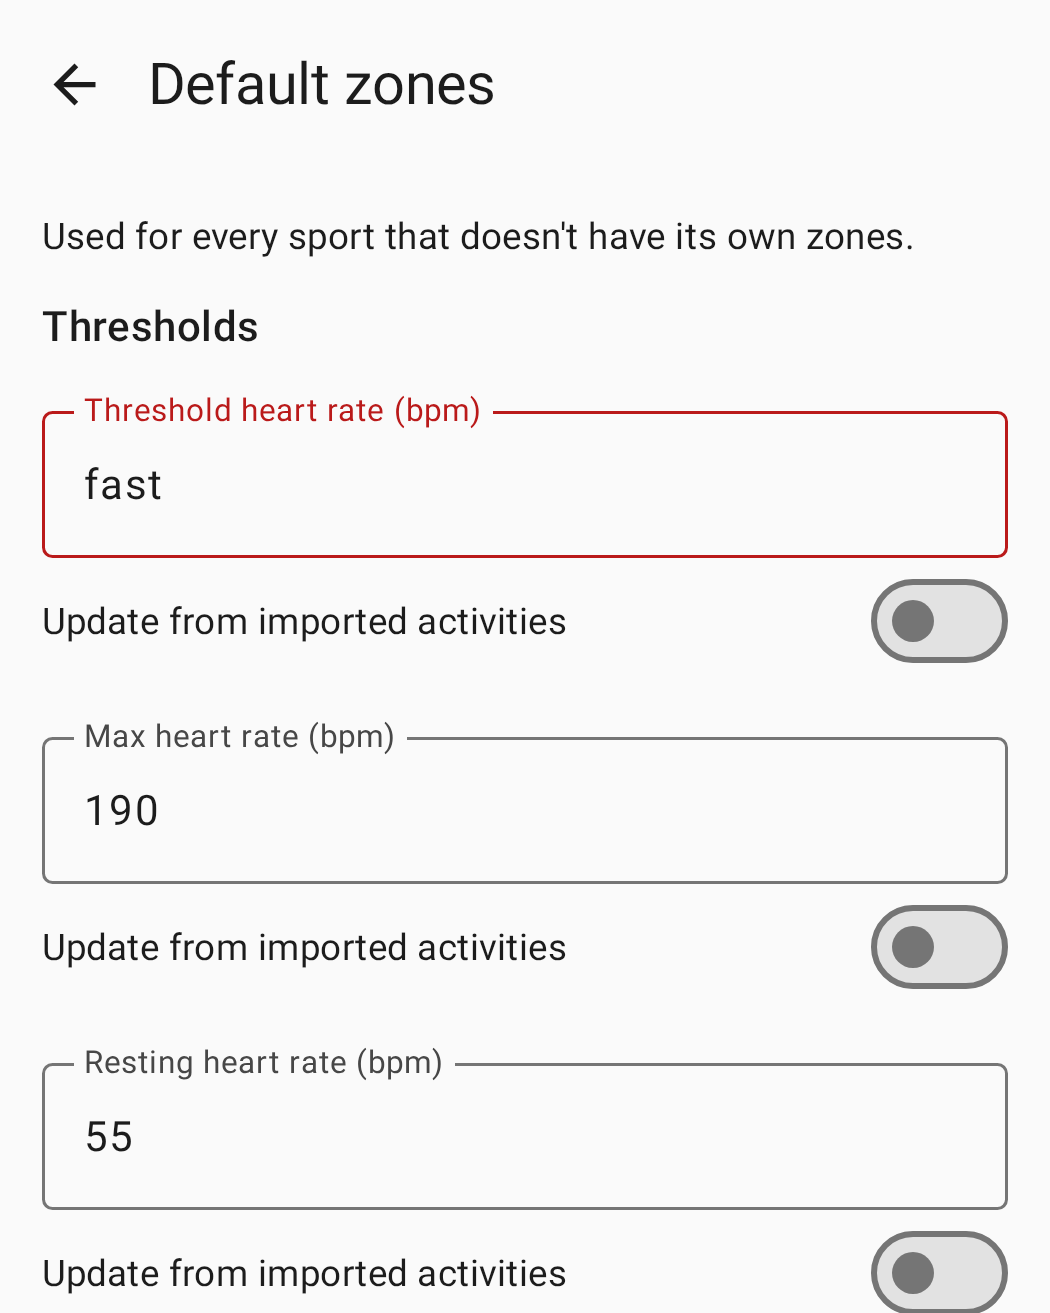 Default zones
Used for every sport that doesn't have its own zones.
Thresholds
Threshold heart rate (bpm)
fast
Update from imported activities
Max heart rate (bpm)
190
Update from imported activities
Resting heart rate (bpm)
55
Update from imported activities